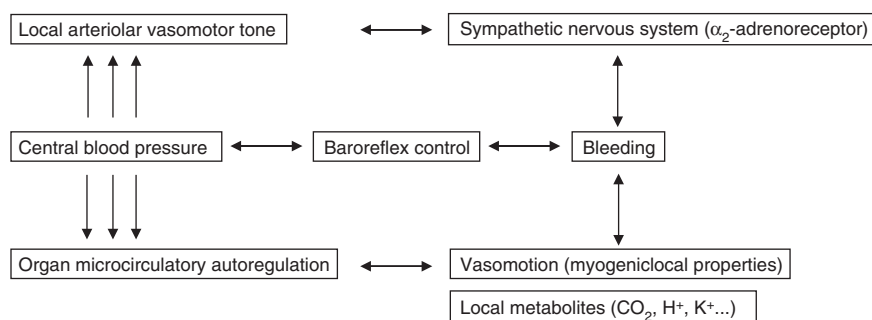 Local arteriolar vasomotor tone
Sympathetic nervous system (α₂-adrenoreceptor)
Central blood pressure
Baroreflex control
Bleeding
Organ microcirculatory autoregulation
Vasomotion (myogeniclocal properties)
Local metabolites (CO₂, H⁺, K⁺...)